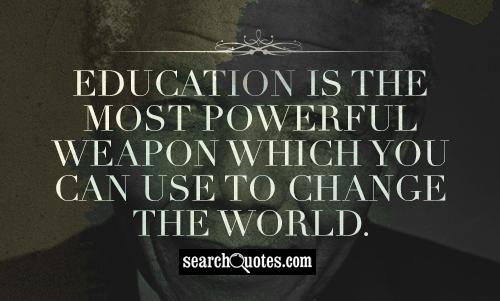 EDUCATION IS THE
MOST POWERFUL
WEAPON WHICH YOU
CAN USE TO CHANGE
THE WORLD.
searchQuotes.com